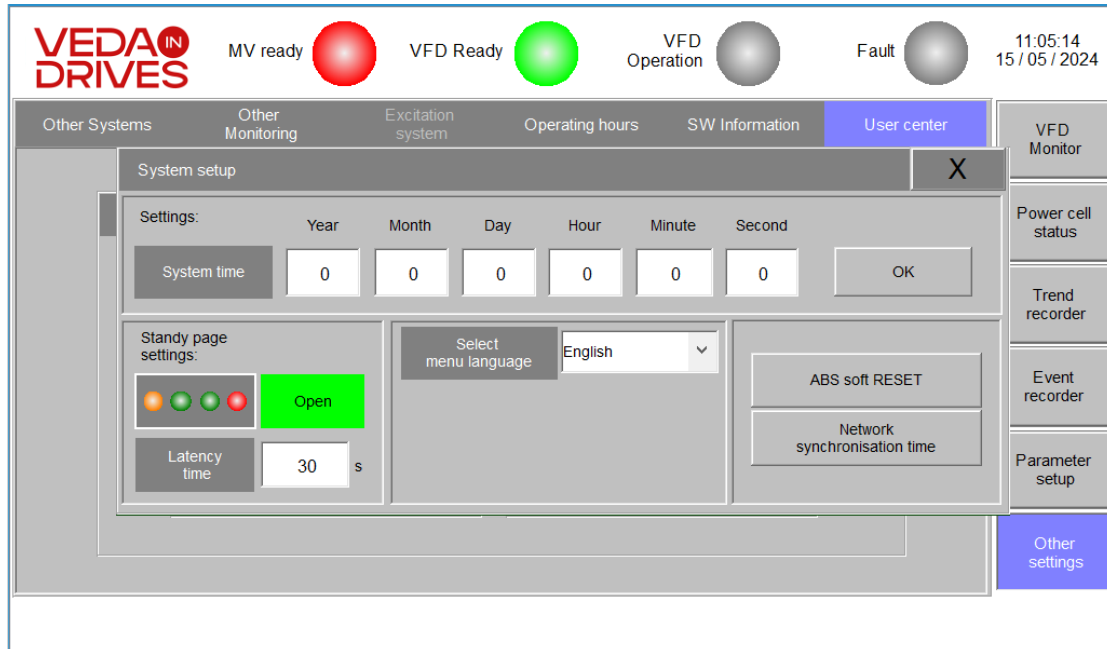 VEDA IN
DRIVES
MV ready
VFD Ready
VFD
Operation
Fault
11:05:14
15 / 05 / 2024
Other Systems
Other
Monitoring
Excitation
system
Operating hours
SW Information
User center
System setup
X
Settings:
Year
Month
Day
Hour
Minute
Second
System time
0
0
0
0
0
0
OK
Standy page
settings:
Open
Latency
time
30
s
Select
menu language
English
ABS soft RESET
Network
synchronisation time
VFD
Monitor
Power cell
status
Trend
recorder
Event
recorder
Parameter
setup
Other
settings